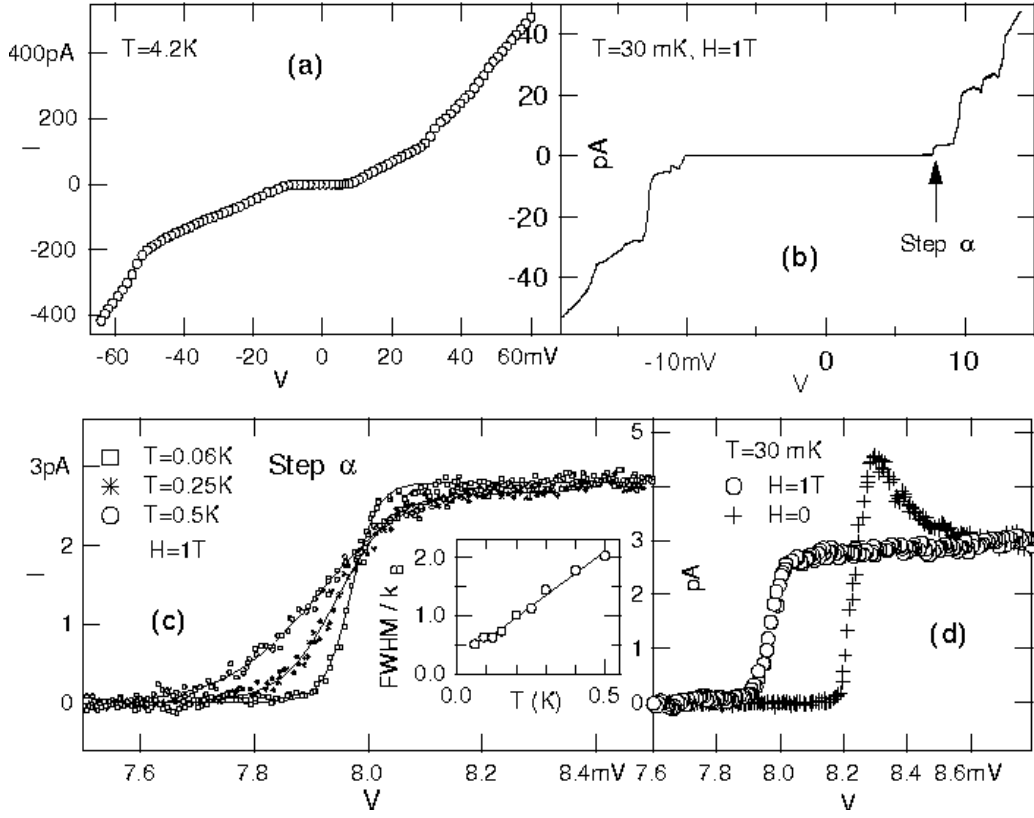 400pA
T=4.2K
(a)
200
I
0
-200
-400
-60
-40
-20
0
20
40
60mV
V
T=30 mK, H=1T
40
20
pA
0
-20
-40
Step α
(b)
-10mV
0
10
V
T=0.06K
T=0.25K
T=0.5K
H=1T
Step α
3pA
2
I
1
0
(c)
2.0
1.0
0.0
FWHM / k B
0.0
0.5
T (K)
7.6
7.8
8.0
8.2
8.4mV
V
T=30 mK
H=1T
H=0
5
4
3
pA
2
1
0
(d)
7.6
7.8
8.0
8.2
8.4
8.6mV
V